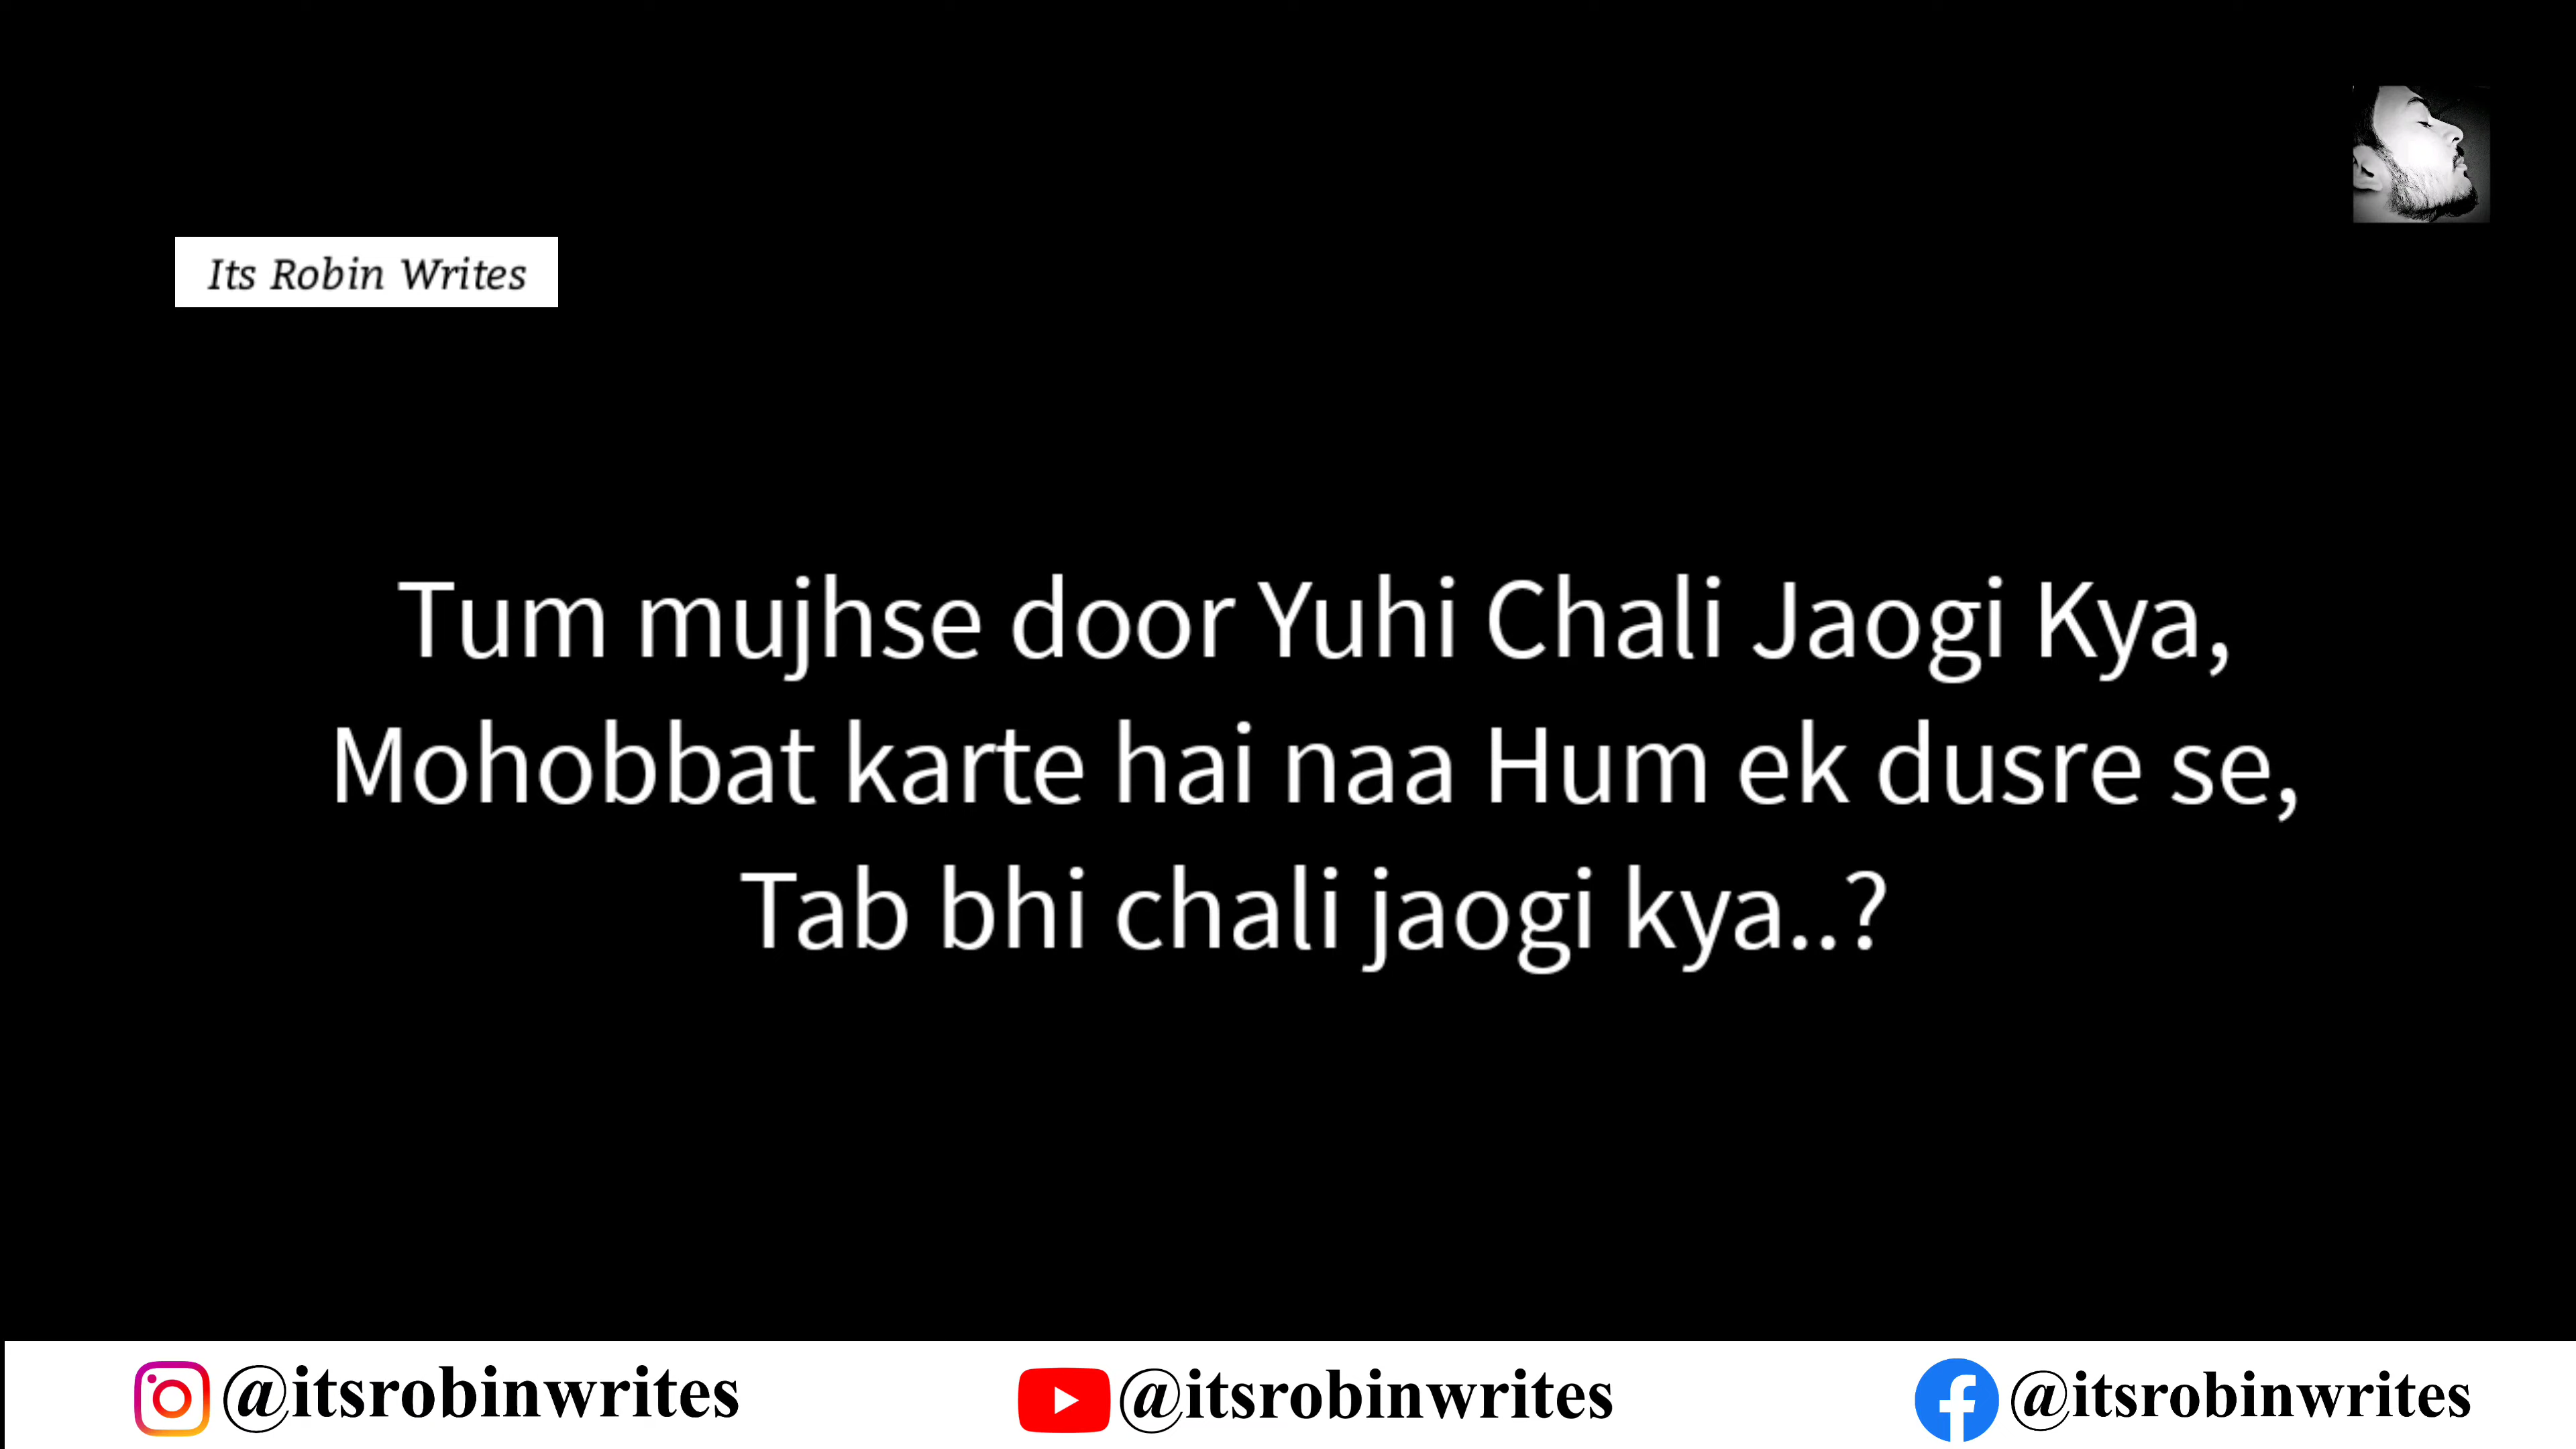 Its Robin Writes
Tum mujhse door Yuhi Chali Jaogi Kya,
Mohobbat karte hai naa Hum ek dusre se,
Tab bhi chali jaogi kya..?
@itsrobinwrites
@itsrobinwrites
@itsrobinwrites